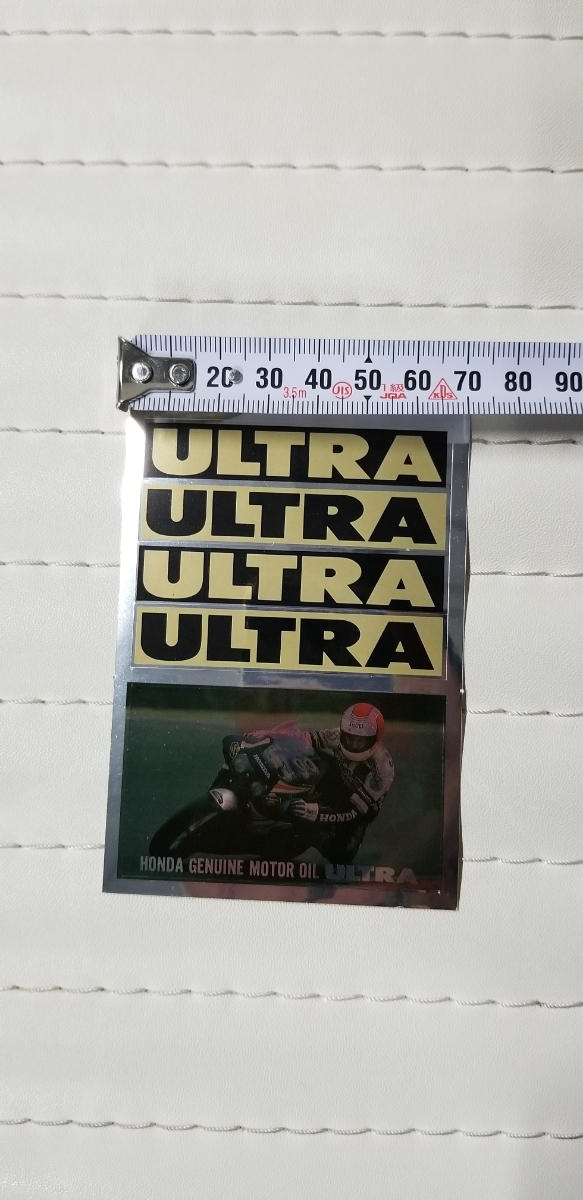 20 30 40 50 60 70 80 90
3.5m JIS 1級 JQA KDS
ULTRA
ULTRA
ULTRA
ULTRA
HONDA
HONDA GENUINE MOTOR OIL ULTRA